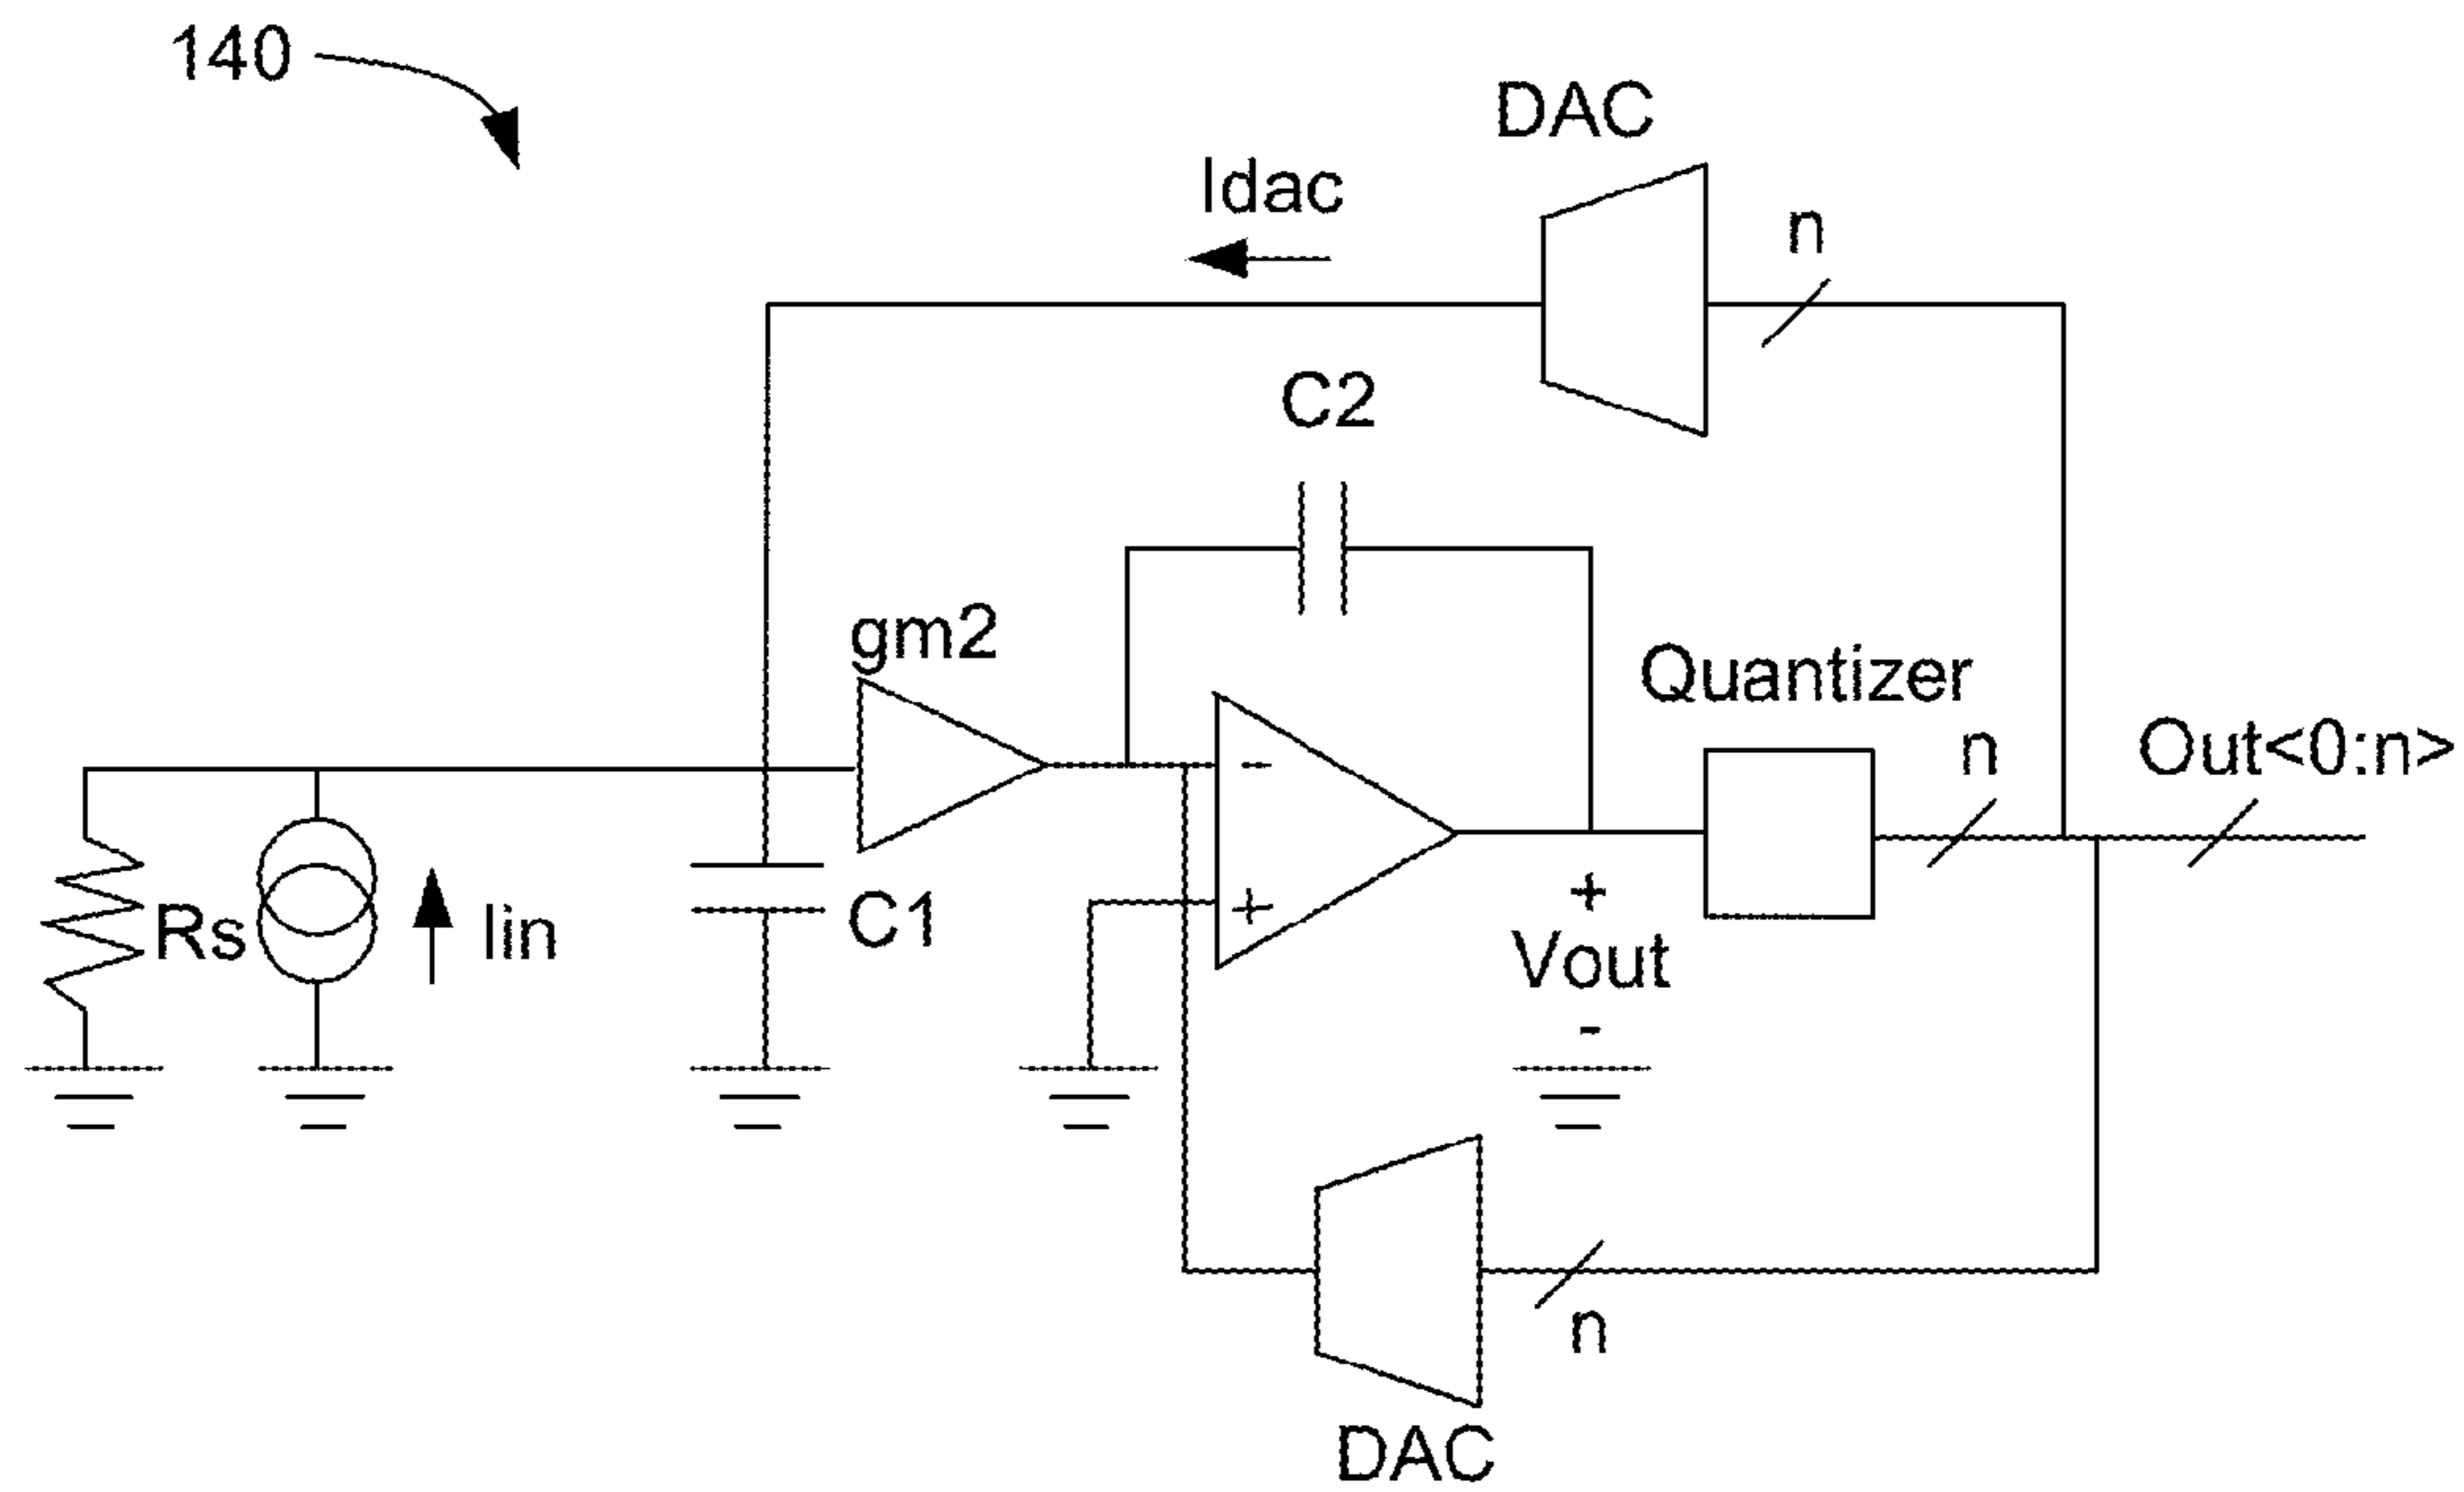 140
DAC
Idac
n
C2
gm2
Quantizer
n
Out<0:n>
-
+
Rs
Iin
C1
+
Vout
-
n
DAC